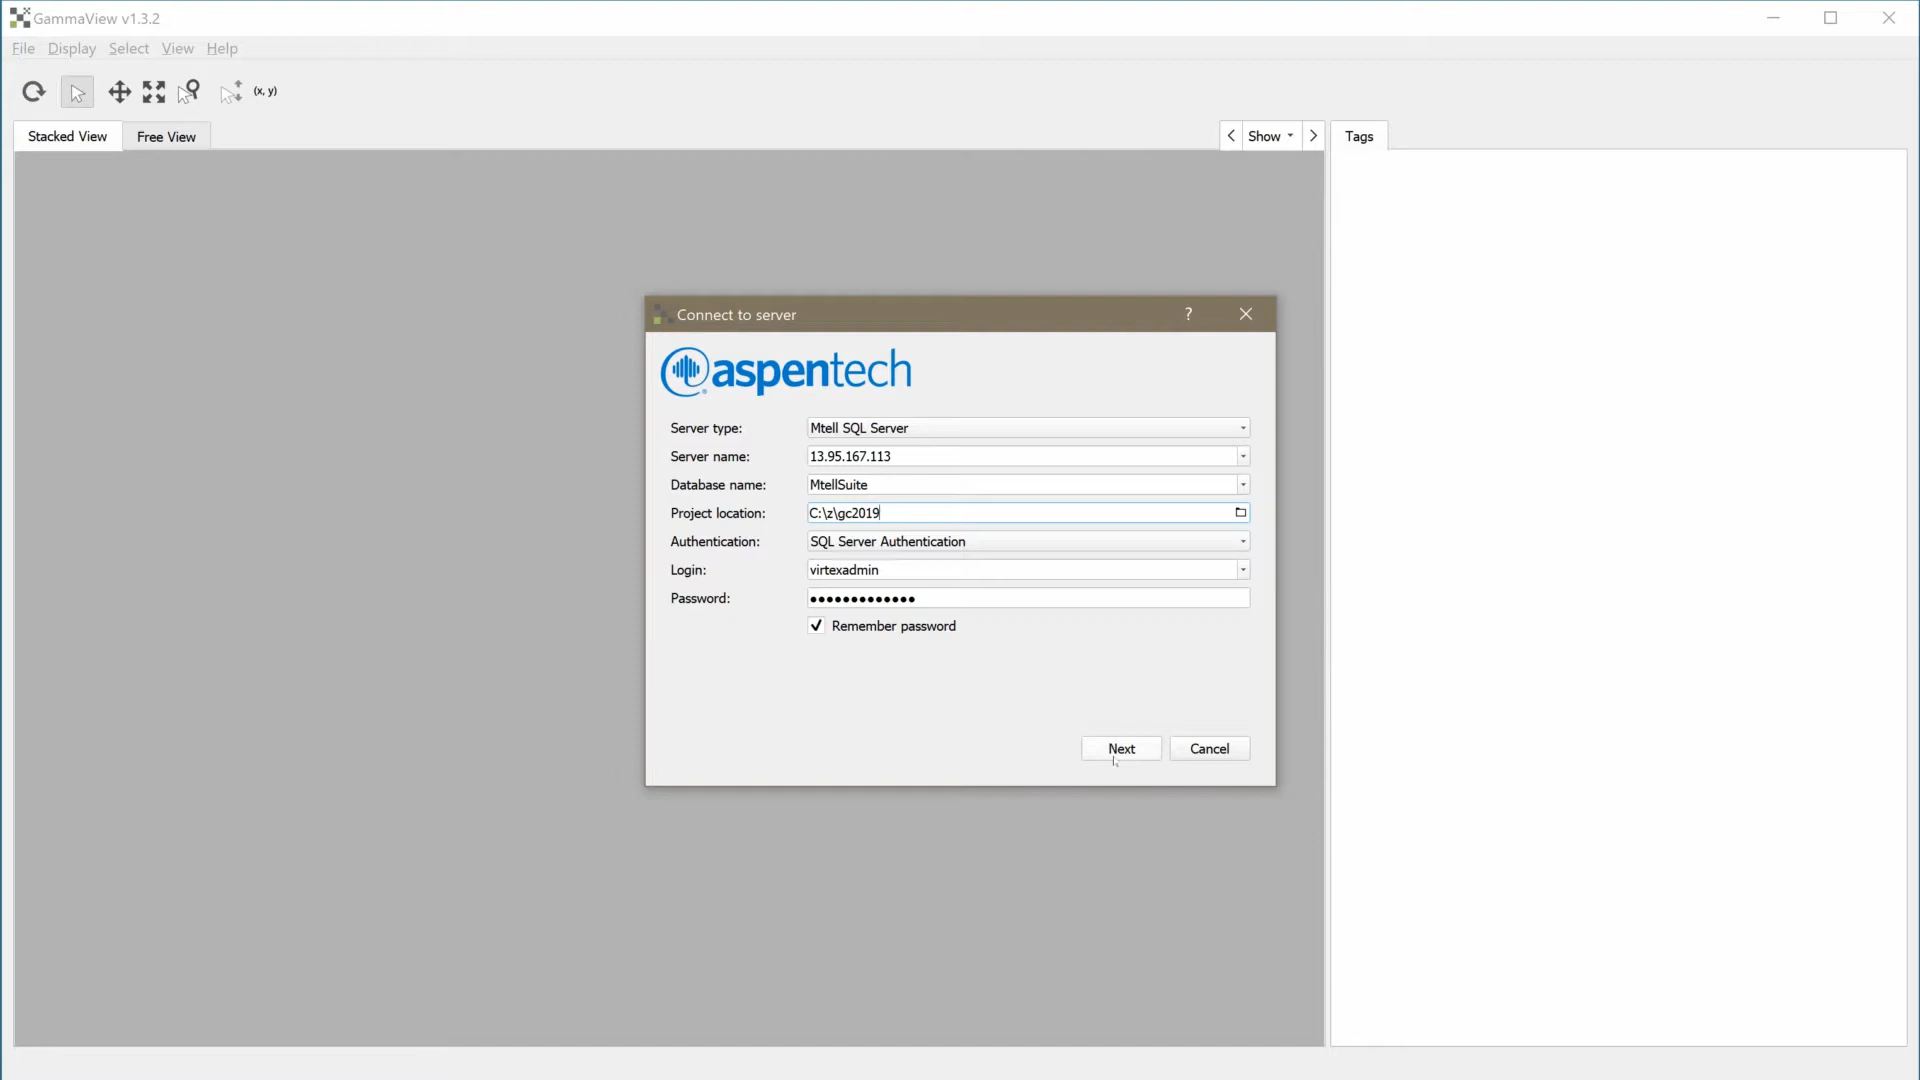 GammaView v1.3.2
File Display Select View Help
(x, y)
Stacked View Free View
Show
Tags
Connect to server
?
aspentech
Server type: Mtell SQL Server
Server name: 13.95.167.113
Database name: MtellSuite
Project location: C:\z\gc2019
Authentication: SQL Server Authentication
Login: virtexadmin
Password: •••••••••••••
Remember password
Next Cancel